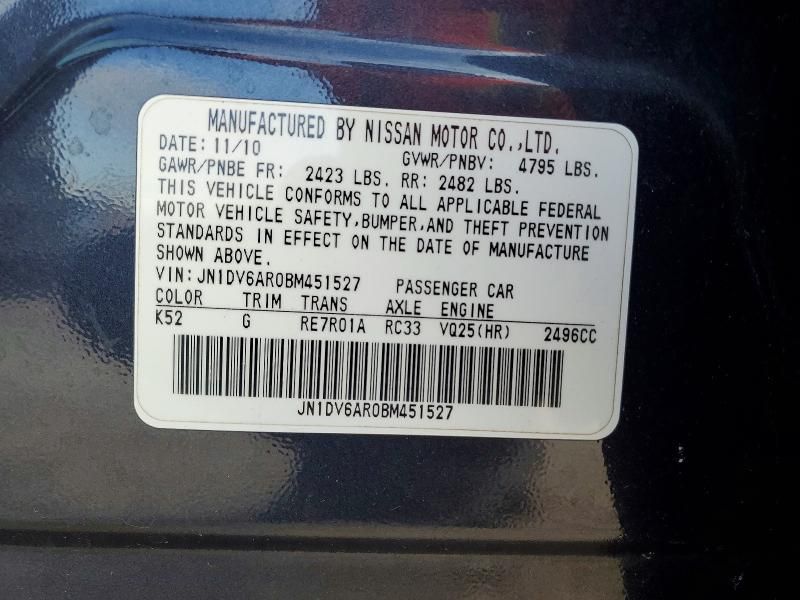 MANUFACTURED BY NISSAN MOTOR CO.,LTD.
DATE: 11/10 GVWR/PNBV: 4795 LBS.
GAWR/PNBE FR: 2423 LBS. RR: 2482 LBS.
THIS VEHICLE CONFORMS TO ALL APPLICABLE FEDERAL
MOTOR VEHICLE SAFETY,BUMPER,AND THEFT PREVENTION
STANDARDS IN EFFECT ON THE DATE OF MANUFACTURE
SHOWN ABOVE.
VIN: JN1DV6AR0BM451527 PASSENGER CAR
COLOR TRIM TRANS AXLE ENGINE
K52 G RE7R01A RC33 VQ25(HR) 2496CC
JN1DV6AR0BM451527